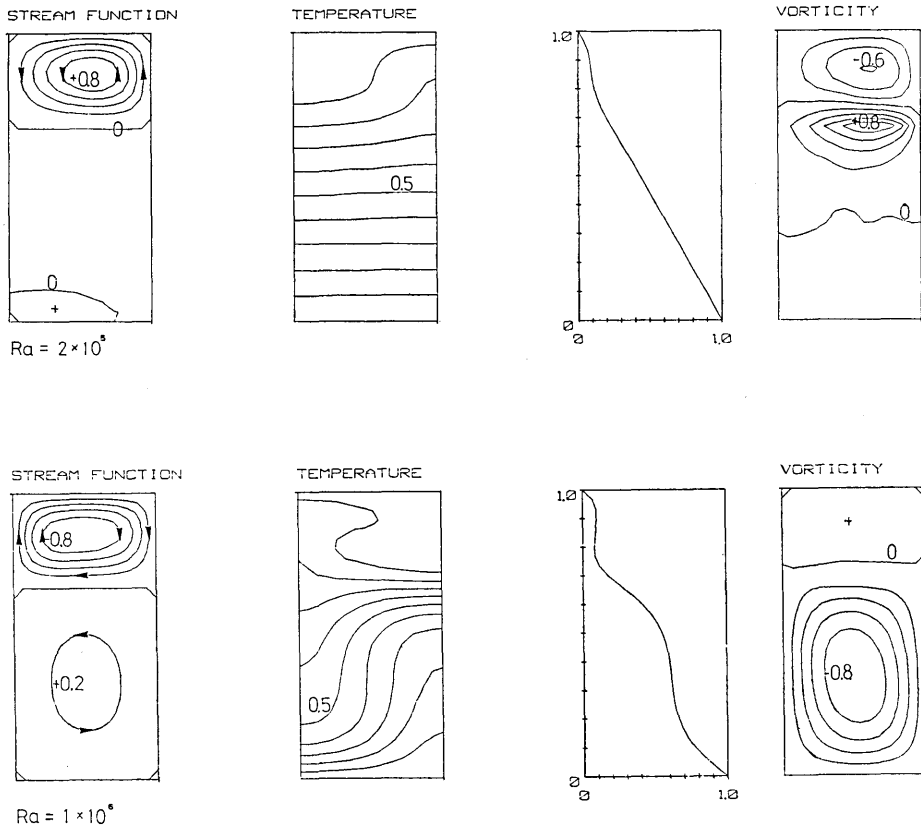 STREAM FUNCTION
TEMPERATURE
VORTICITY
+0.8
0
0
+
0.5
1.0
0
0
1.0
-0.6
+0.8
0
Ra = 2×10⁵
STREAM FUNCTION
TEMPERATURE
VORTICITY
-0.8
+0.2
0.5
1.0
0
0
1.0
+
0
-0.8
Ra = 1×10⁶